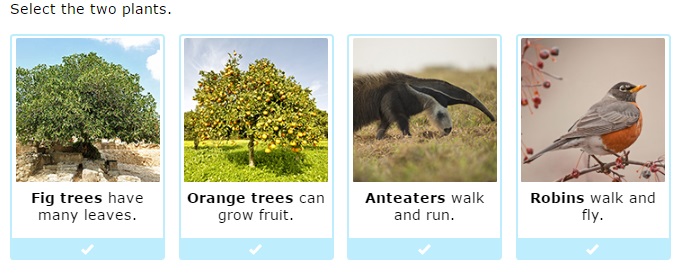 Select the two plants.
Fig trees have
many leaves.
Orange trees can
grow fruit.
Anteaters walk
and run.
Robins walk and
fly.